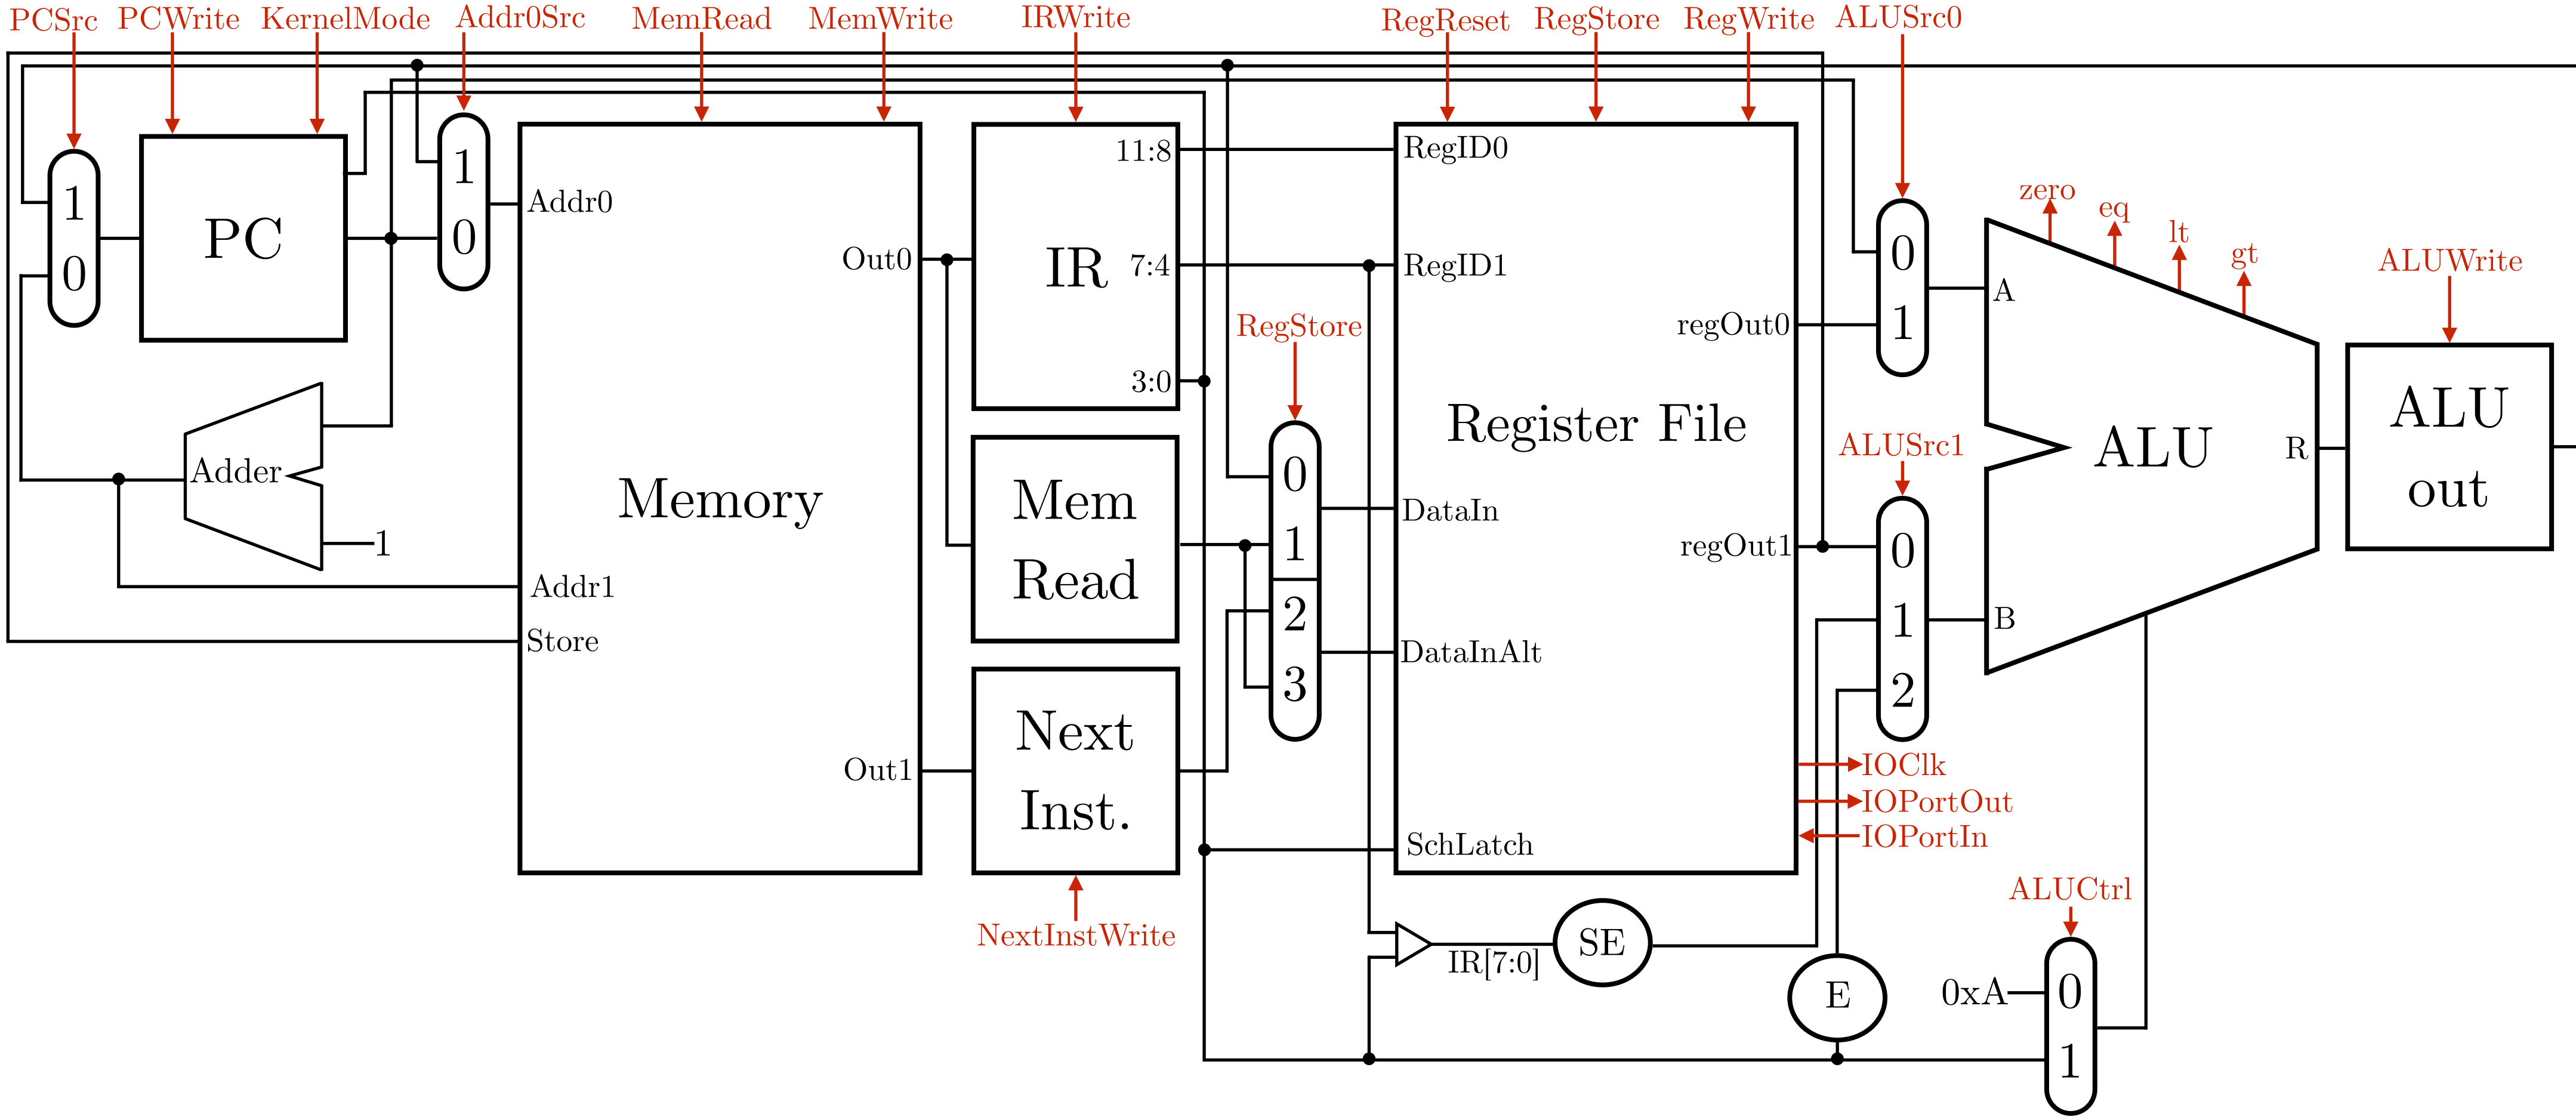 PCSrc PCWrite KernelMode Addr0Src MemRead MemWrite IRWrite RegReset RegStore RegWrite ALUSrc0
1
0
PC
1
0
Adder
1
Addr0
Out0
Memory
Addr1
Store
Out1
11:8
IR
7:4
3:0
Mem
Read
Next
Inst.
NextInstWrite
RegStore
0
1
2
3
RegID0
RegID1
regOut0
Register File
DataIn
regOut1
DataInAlt
SchLatch
IOClk
IOPortOut
IOPortIn
IR[7:0]
SE
E
0
1
ALUSrc1
0
1
2
zero
eq
lt
gt
A
ALU
R
B
ALUWrite
ALU
out
ALUCtrl
0xA
0
1